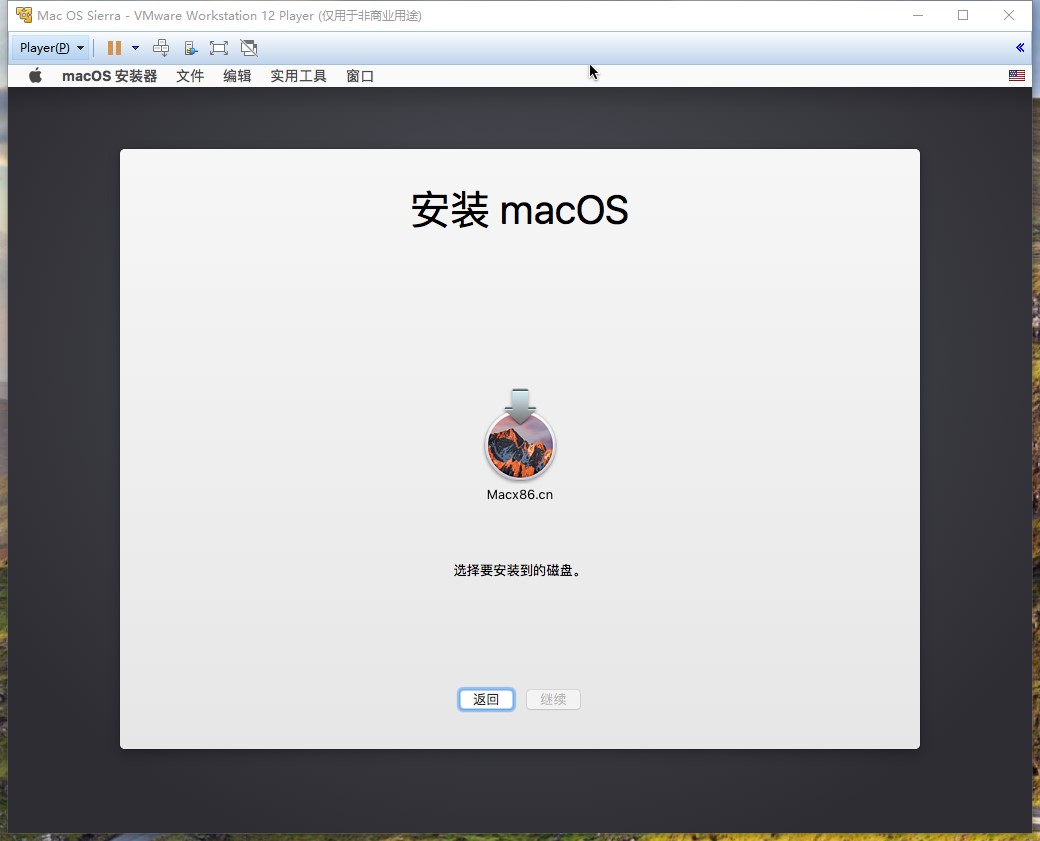 Mac OS Sierra - VMware Workstation 12 Player (仅用于非商业用途)
Player(P)
macOS 安装器 文件 编辑 实用工具 窗口
安装 macOS
Macx86.cn
选择要安装到的磁盘。
返回 继续